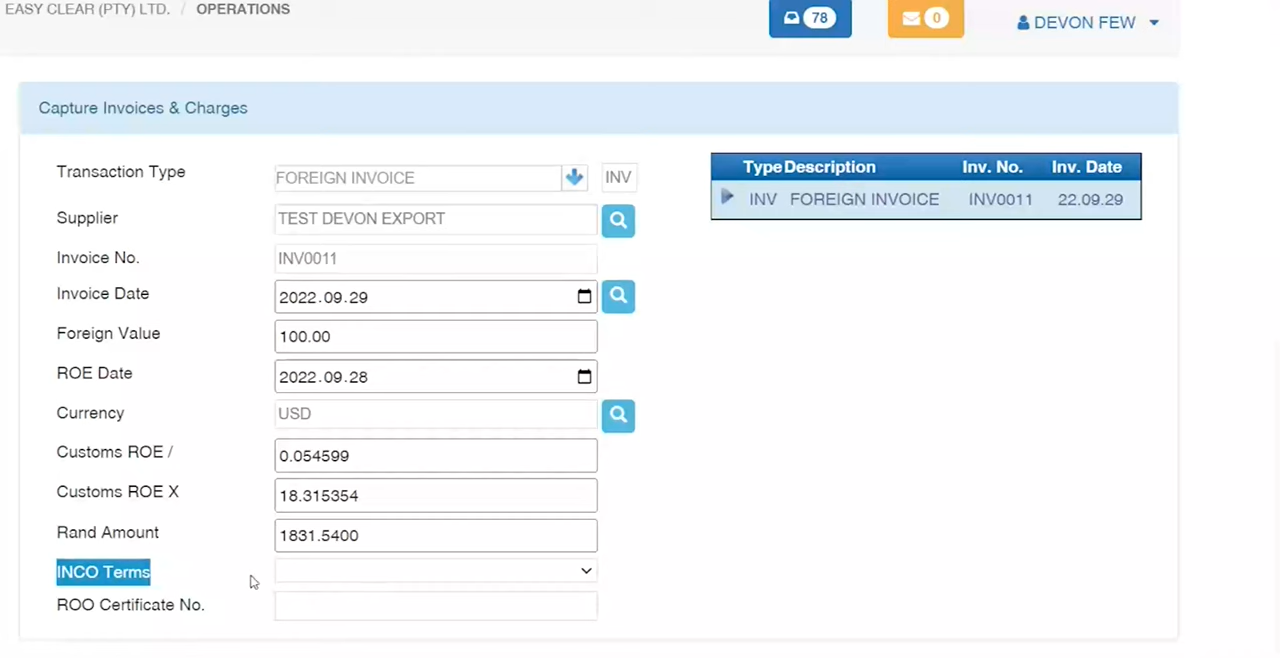 EASY CLEAR (PTY) LTD. / OPERATIONS
78
0
DEVON FEW
Capture Invoices & Charges
Transaction Type FOREIGN INVOICE INV
Supplier TEST DEVON EXPORT
Invoice No. INV0011
Invoice Date 2022.09.29
Foreign Value 100.00
ROE Date 2022.09.28
Currency USD
Customs ROE / 0.054599
Customs ROE X 18.315354
Rand Amount 1831.5400
INCO Terms
ROO Certificate No.
Type Description Inv. No. Inv. Date
INV FOREIGN INVOICE INV0011 22.09.29